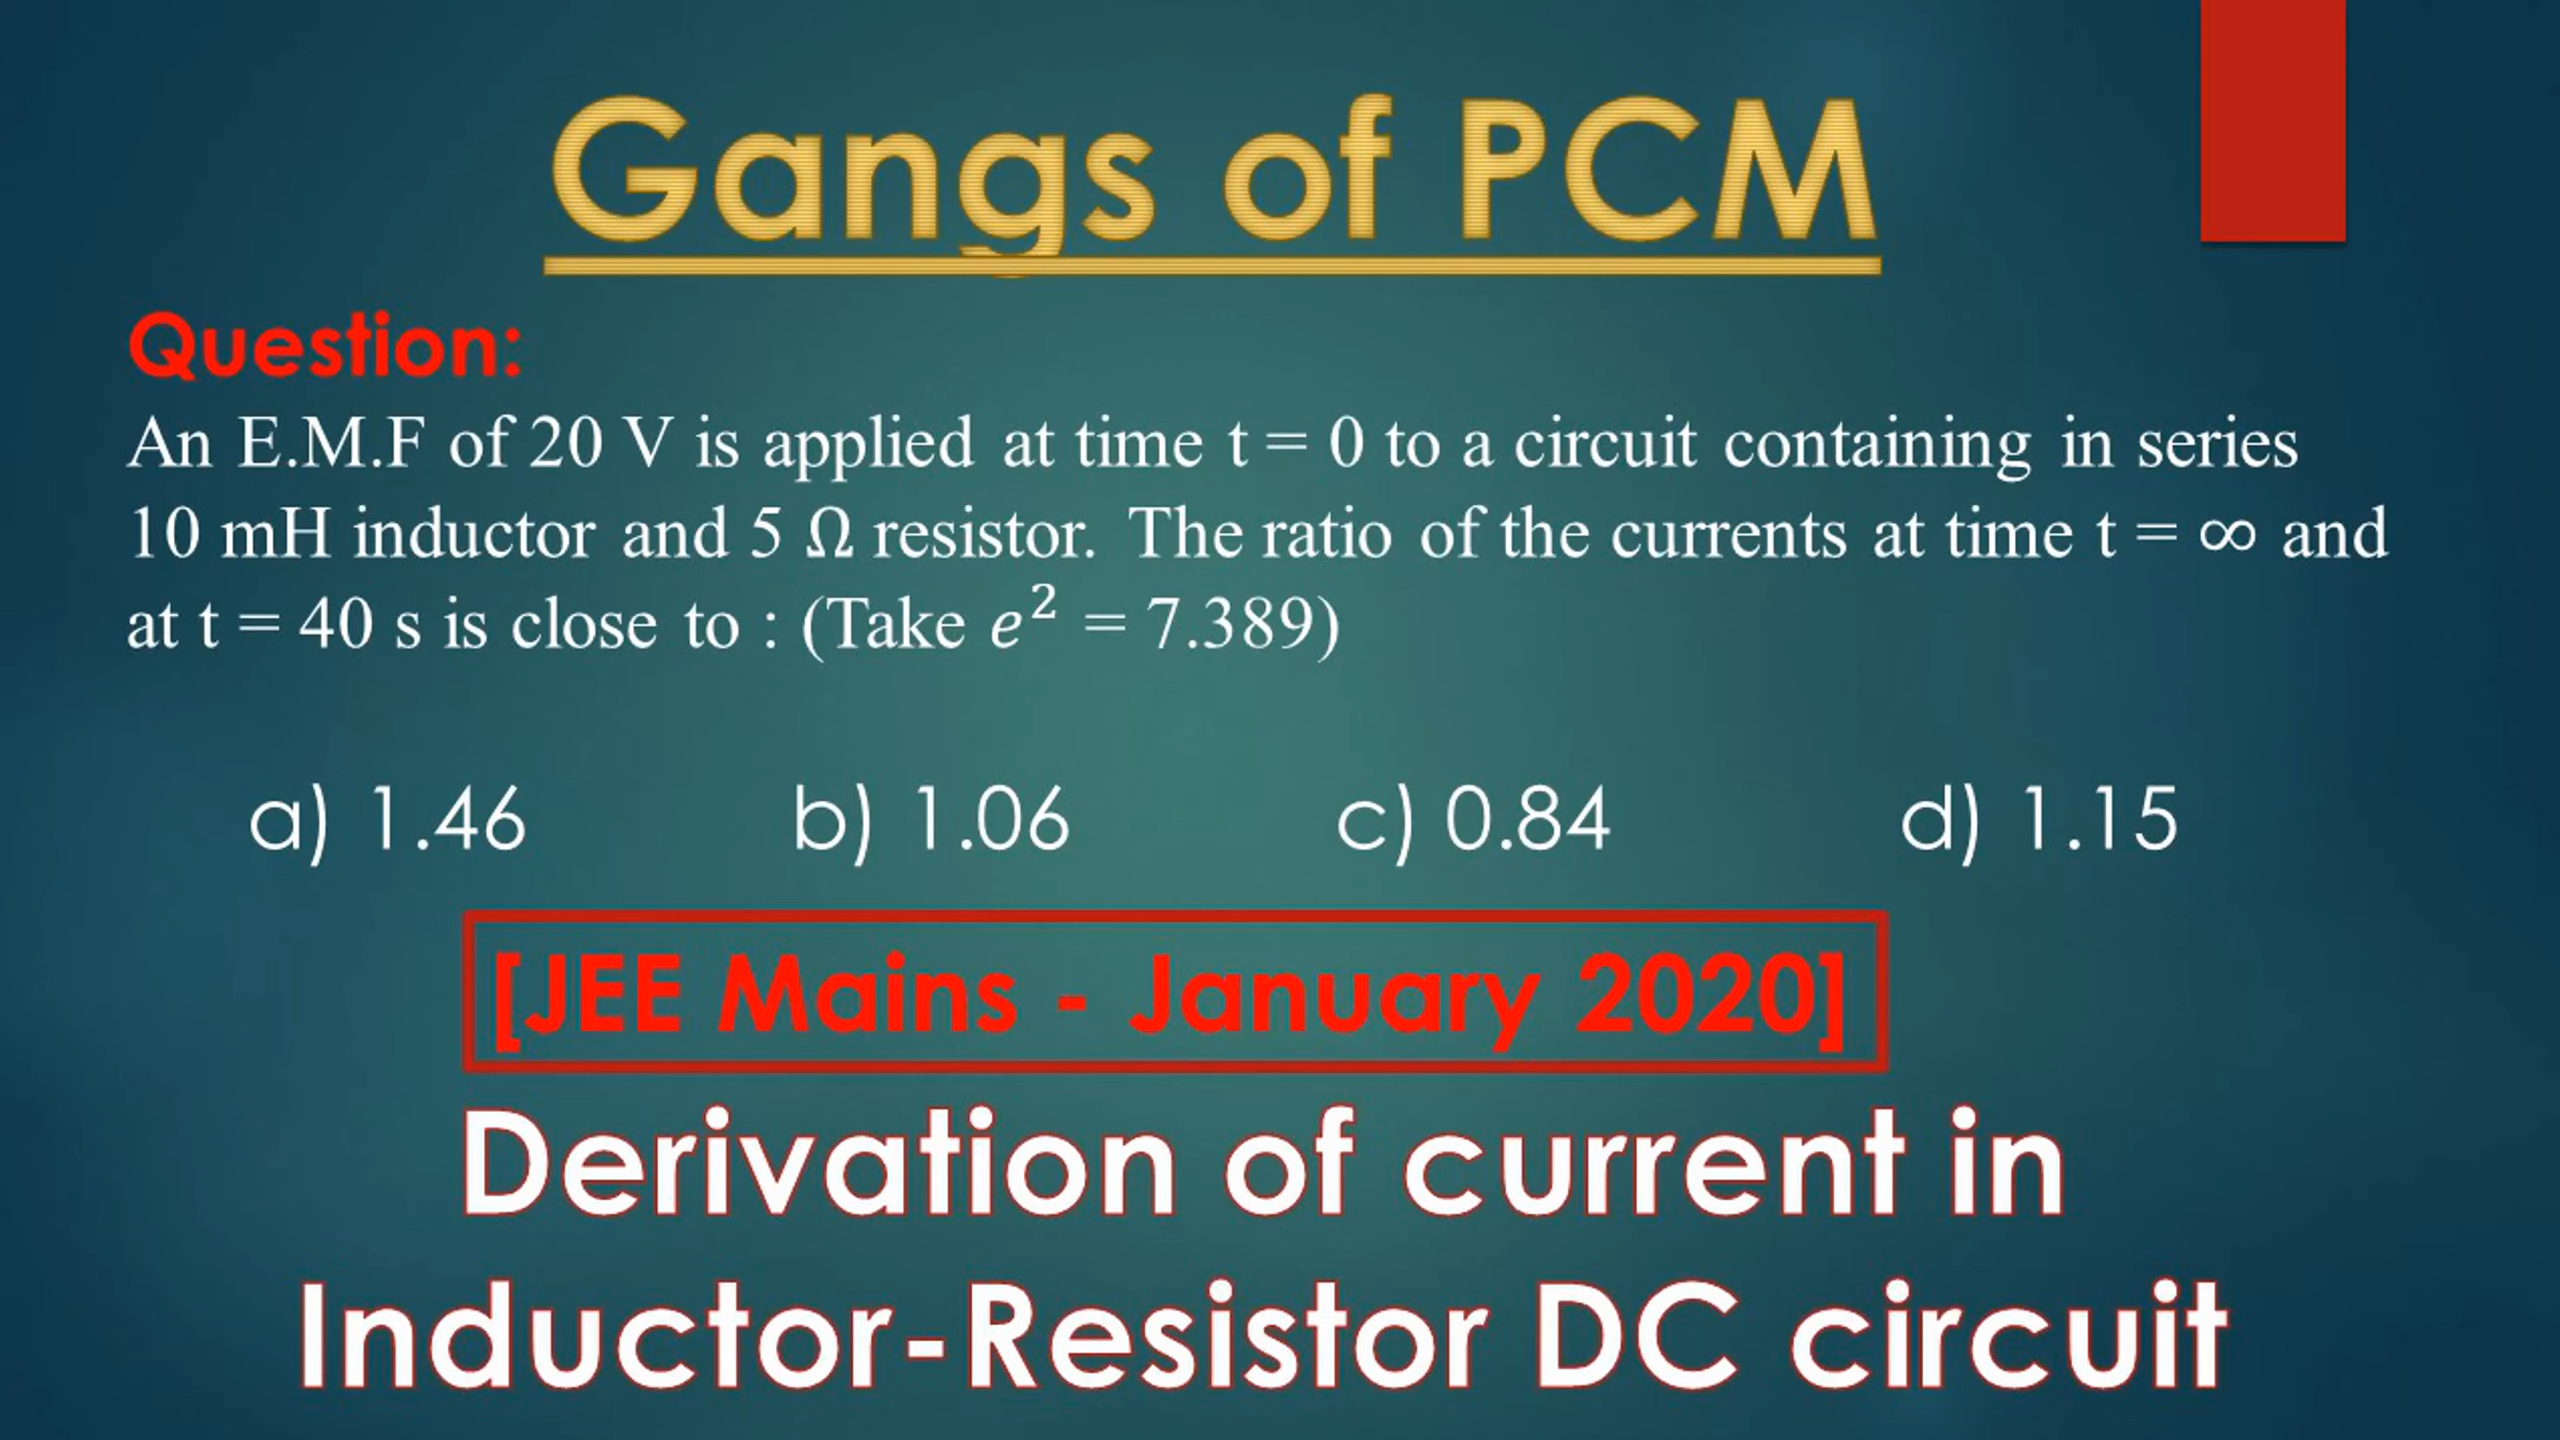 Gangs of PCM
Question:
An E.M.F of 20 V is applied at time t = 0 to a circuit containing in series
10 mH inductor and 5 Ω resistor. The ratio of the currents at time t = ∞ and
at t = 40 s is close to : (Take e² = 7.389)
a) 1.46 b) 1.06 c) 0.84 d) 1.15
[JEE Mains - January 2020]
Derivation of current in
Inductor-Resistor DC circuit